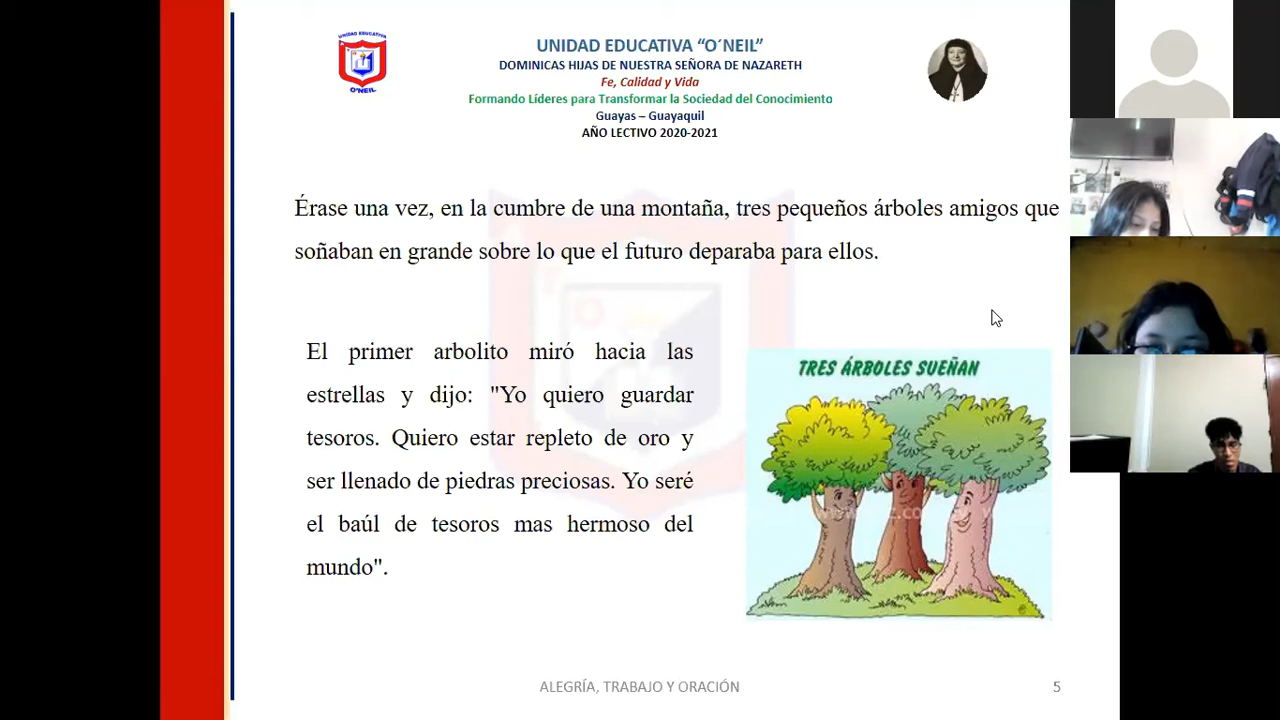 UNIDAD EDUCATIVA
O'NEIL
UNIDAD EDUCATIVA “O´NEIL”
DOMINICAS HIJAS DE NUESTRA SEÑORA DE NAZARETH
Fe, Calidad y Vida
Formando Líderes para Transformar la Sociedad del Conocimiento
Guayas – Guayaquil
AÑO LECTIVO 2020-2021
Érase una vez, en la cumbre de una montaña, tres pequeños árboles amigos que
soñaban en grande sobre lo que el futuro deparaba para ellos.
El primer arbolito miró hacia las
estrellas y dijo: "Yo quiero guardar
tesoros. Quiero estar repleto de oro y
ser llenado de piedras preciosas. Yo seré
el baúl de tesoros mas hermoso del
mundo".
TRES ÁRBOLES SUEÑAN
ALEGRÍA, TRABAJO Y ORACIÓN
5